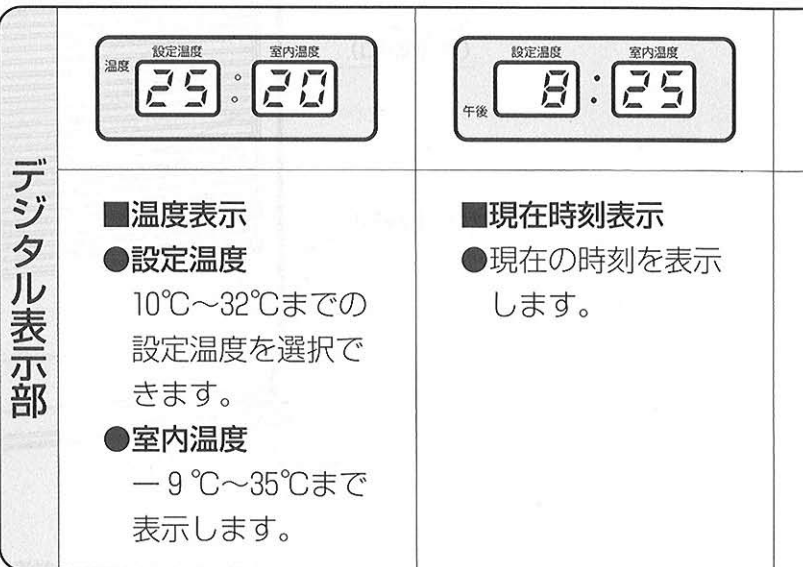 デジタル表示部
設定温度 室内温度
温度 25:20
■温度表示
●設定温度
10℃～32℃までの
設定温度を選択で
きます。
●室内温度
－9℃～35℃まで
表示します。
設定温度 室内温度
午後 8:25
■現在時刻表示
●現在の時刻を表示
します。